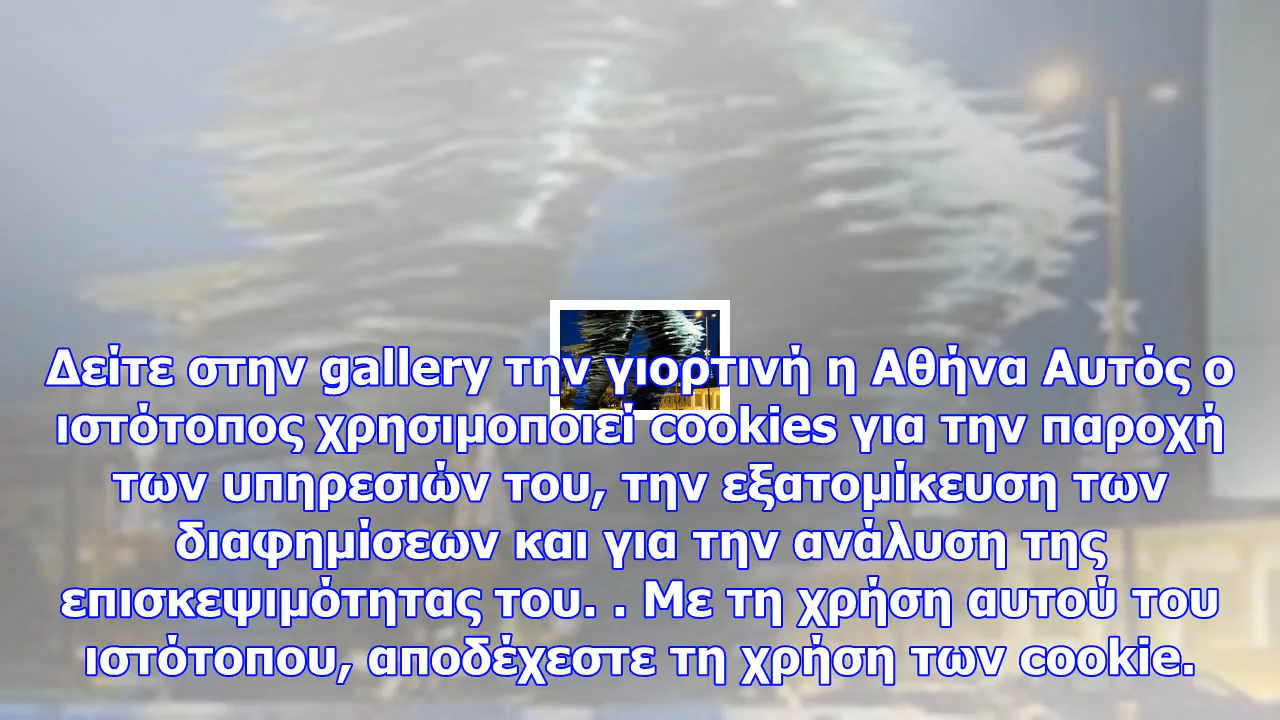 Δείτε στην gallery την γιορτινή η Αθήνα Αυτός ο
ιστότοπος χρησιμοποιεί cookies για την παροχή
των υπηρεσιών του, την εξατομίκευση των
διαφημίσεων και για την ανάλυση της
επισκεψιμότητας του. . Με τη χρήση αυτού του
ιστότοπου, αποδέχεστε τη χρήση των cookie.